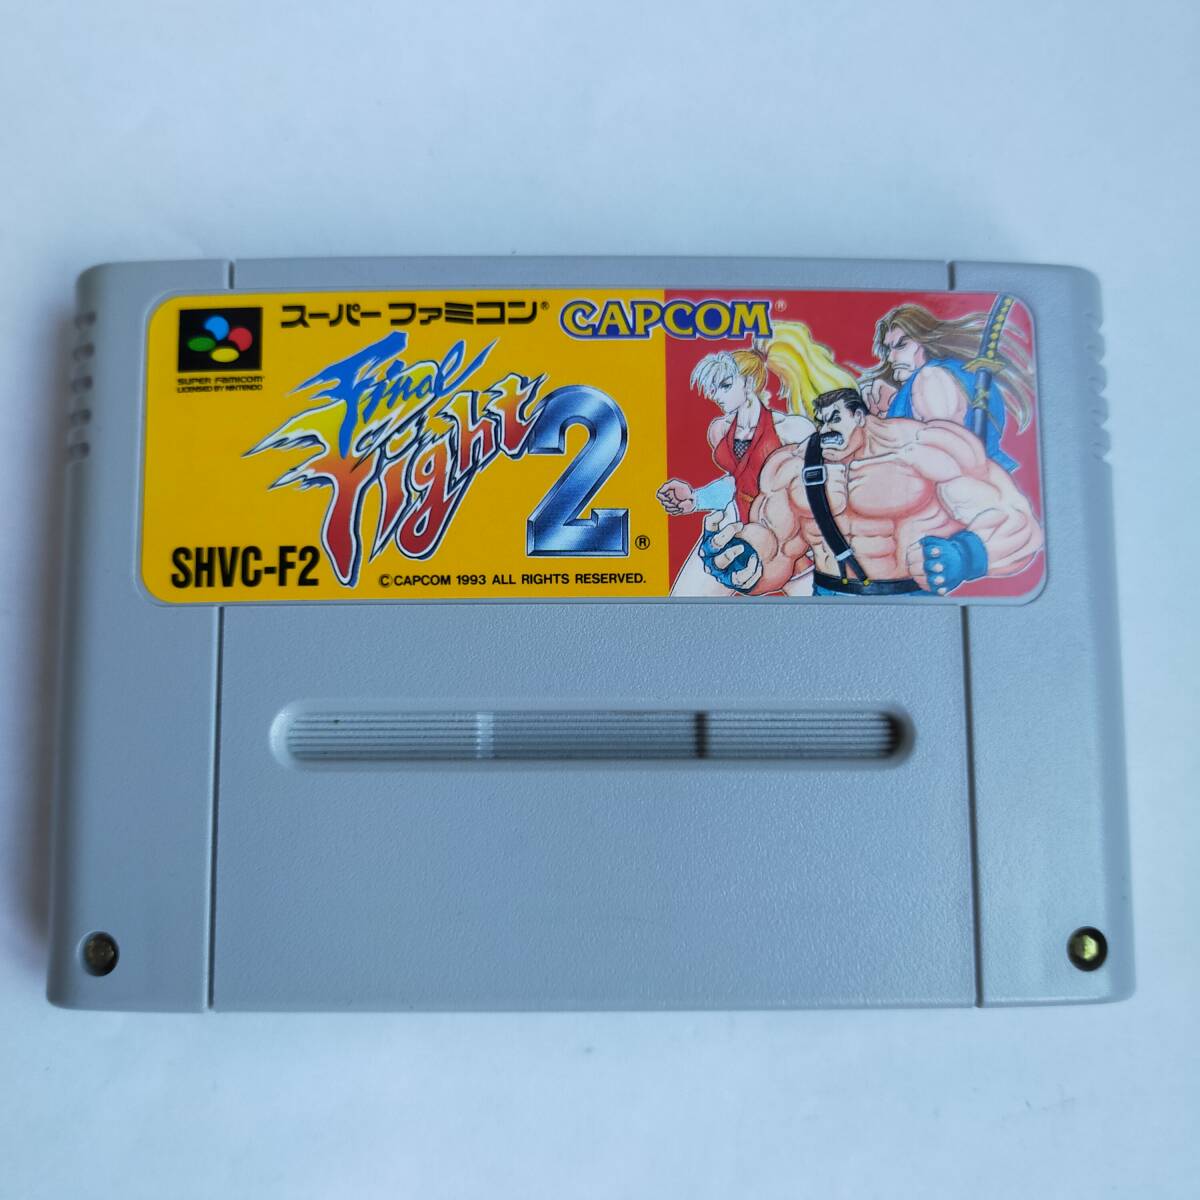 スーパーファミコン®
CAPCOM®
SUPER FAMICOM
LICENSED BY NINTENDO
Final
Fight 2®
SHVC-F2
©CAPCOM 1993 ALL RIGHTS RESERVED.